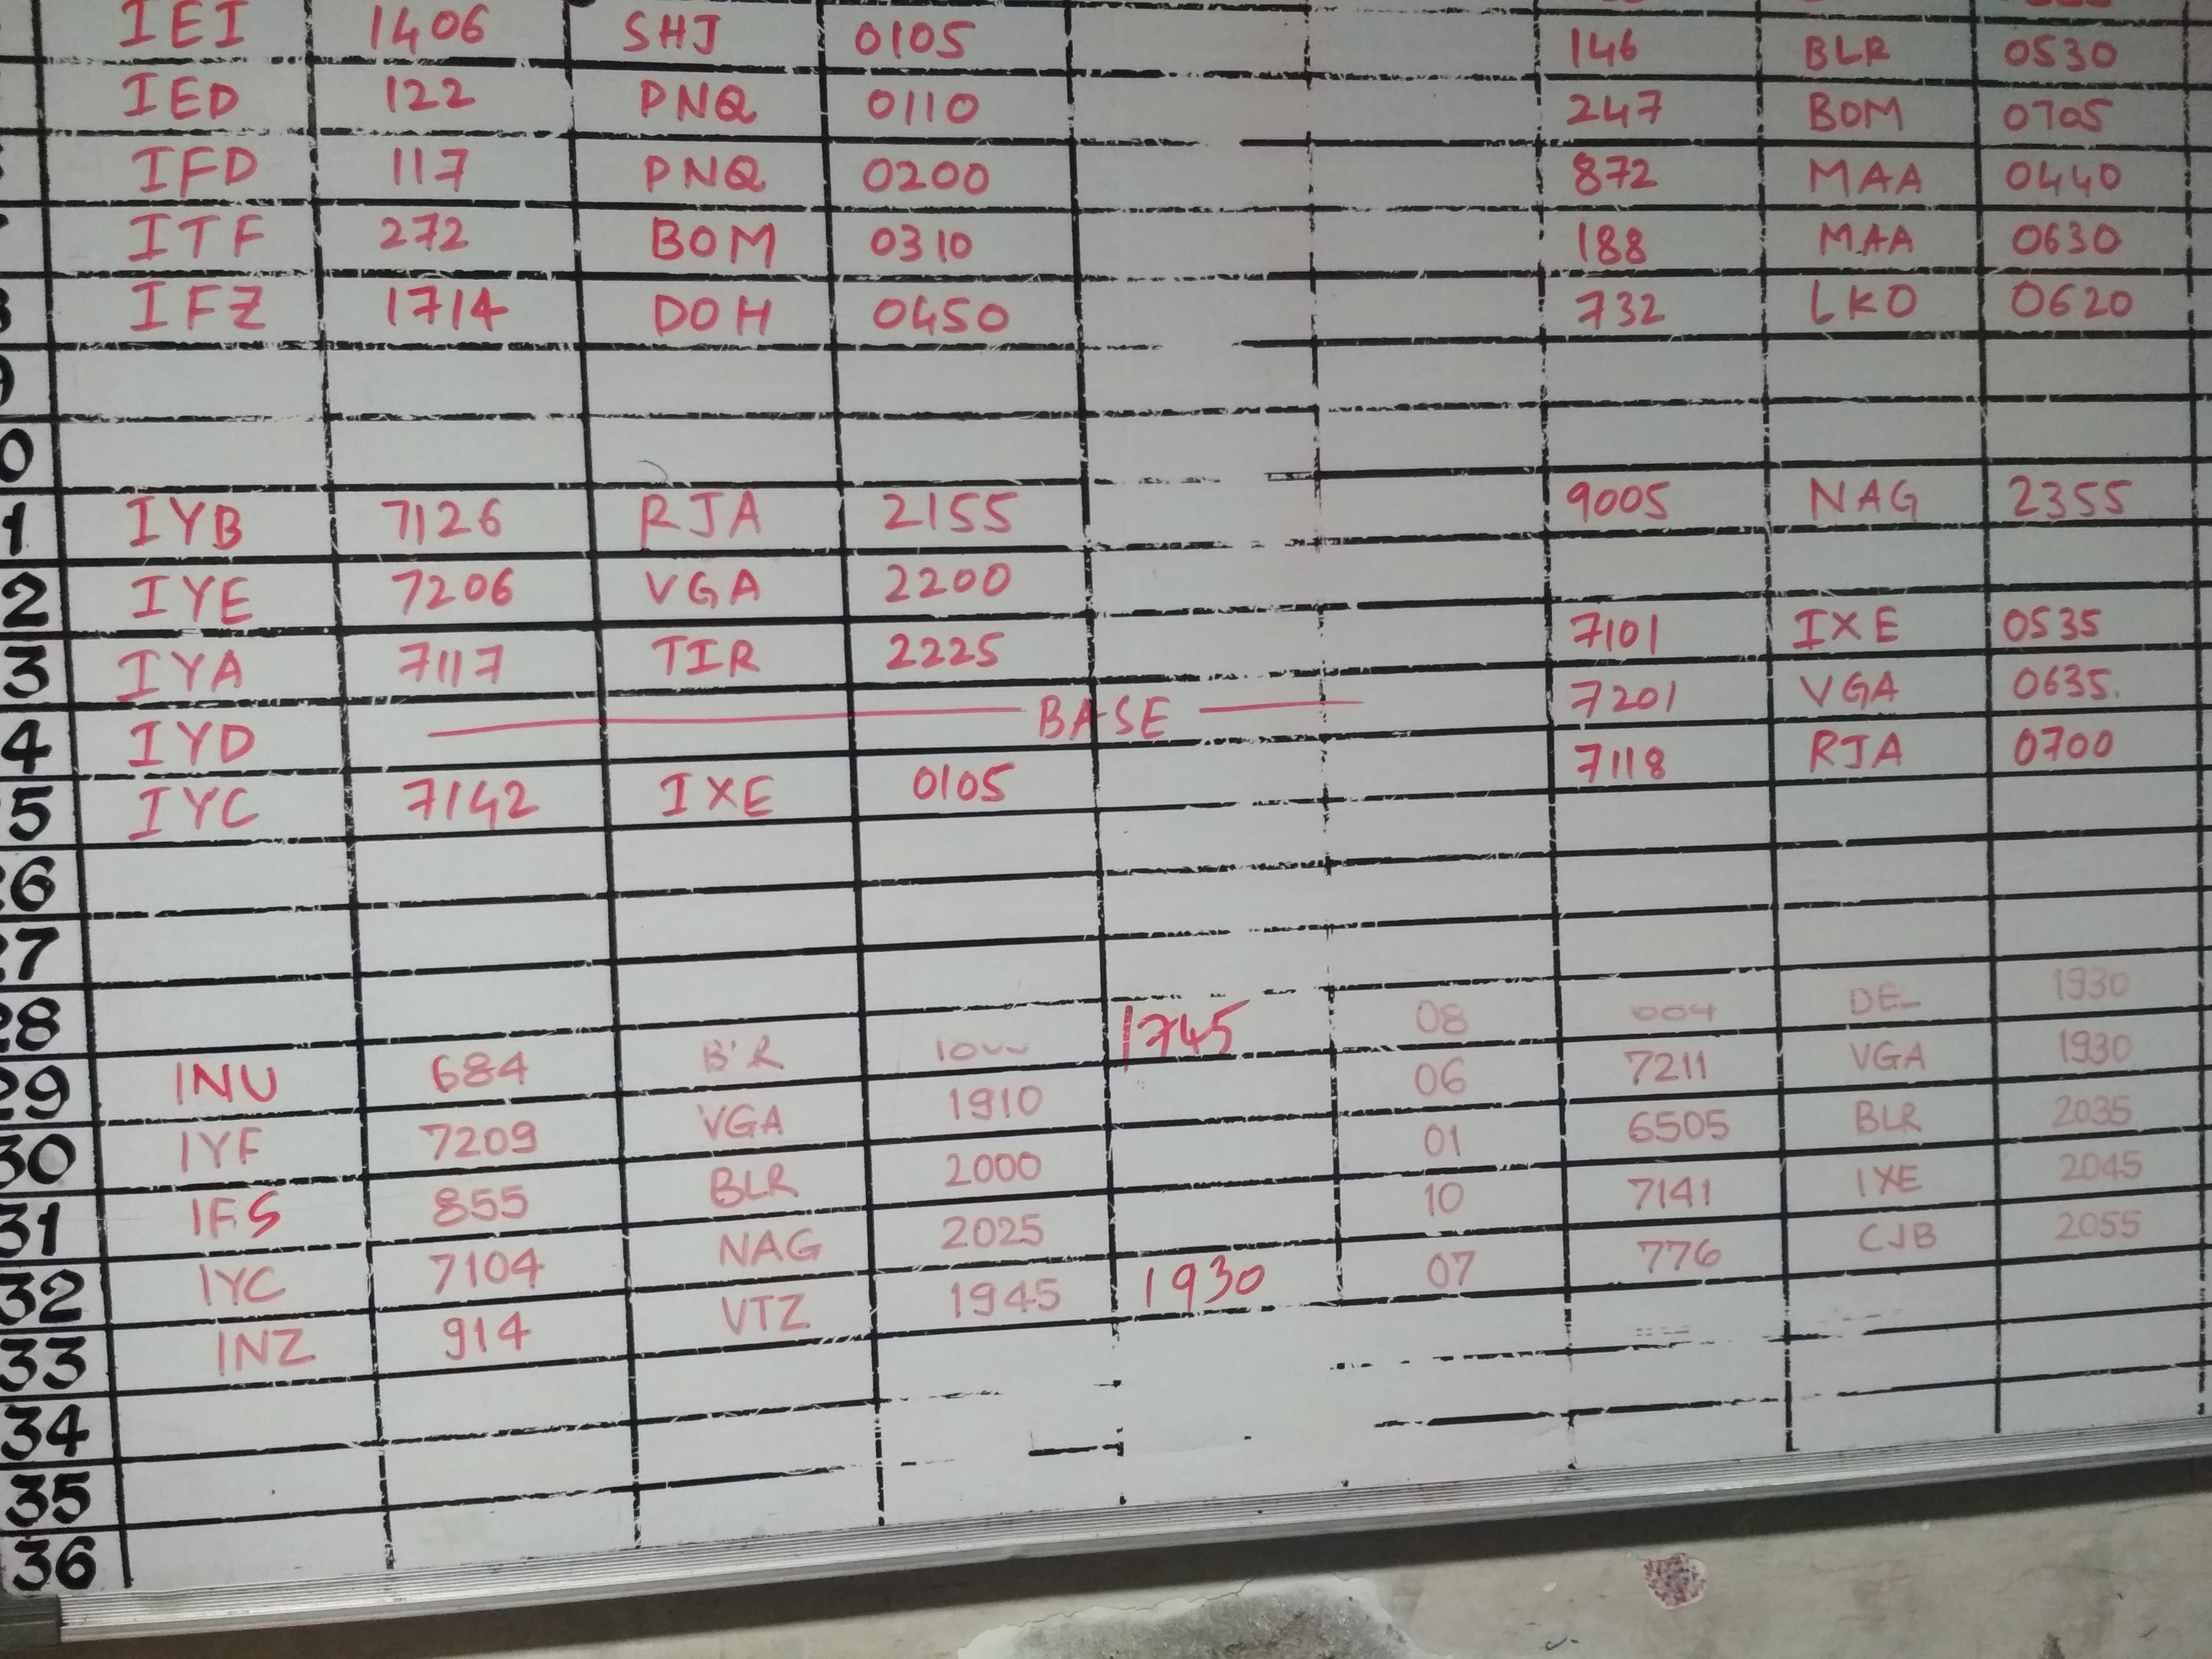 IEI 1406 SHJ 0105 146 BLR 0530
IED 122 PNQ 0110 247 BOM 0705
IFD 117 PNQ 0200 872 MAA 0440
ITF 272 BOM 0310 188 MAA 0630
IFZ 1714 DOH 0450 732 LKO 0620
9
0
1 IYB 7126 RJA 2155 9005 NAG 2355
2 IYE 7206 VGA 2200
3 IYA 7117 TIR 2225 7101 IXE 0535
4 IYD BASE 7201 VGA 0635.
5 IYC 7142 IXE 0105 7118 RJA 0700
26
27
28
29 INU 684 1745 08 1930
30 IYF 7209 VGA 1910 06 7211 VGA 1930
31 IFS 855 BLR 2000 01 6505 BLR 2035
32 IYC 7104 NAG 2025 10 7141 IXE 2045
33 INZ 914 VTZ 1945 1930 07 776 CJB 2055
34
35
36